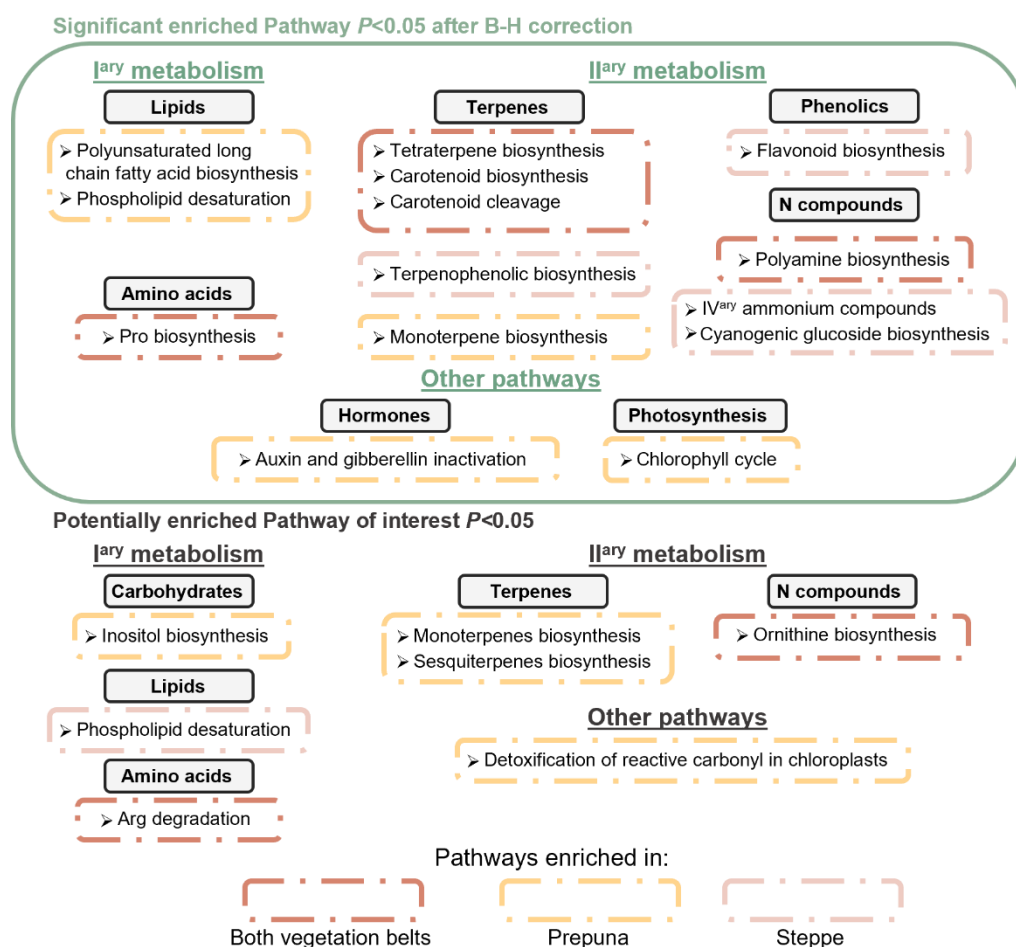 Significant enriched Pathway P<0.05 after B-H correction
Iary metabolism
Lipids
➢ Polyunsaturated long
chain fatty acid biosynthesis
➢ Phospholipid desaturation
Amino acids
➢ Pro biosynthesis
IIary metabolism
Terpenes
➢ Tetraterpene biosynthesis
➢ Carotenoid biosynthesis
➢ Carotenoid cleavage
➢ Terpenophenolic biosynthesis
➢ Monoterpene biosynthesis
Phenolics
➢ Flavonoid biosynthesis
N compounds
➢ Polyamine biosynthesis
➢ IVary ammonium compounds
➢ Cyanogenic glucoside biosynthesis
Other pathways
Hormones
➢ Auxin and gibberellin inactivation
Photosynthesis
➢ Chlorophyll cycle
Potentially enriched Pathway of interest P<0.05
Iary metabolism
Carbohydrates
➢ Inositol biosynthesis
Lipids
➢ Phospholipid desaturation
Amino acids
➢ Arg degradation
IIary metabolism
Terpenes
➢ Monoterpenes biosynthesis
➢ Sesquiterpenes biosynthesis
N compounds
➢ Ornithine biosynthesis
Other pathways
➢ Detoxification of reactive carbonyl in chloroplasts
Pathways enriched in:
Both vegetation belts
Prepuna
Steppe